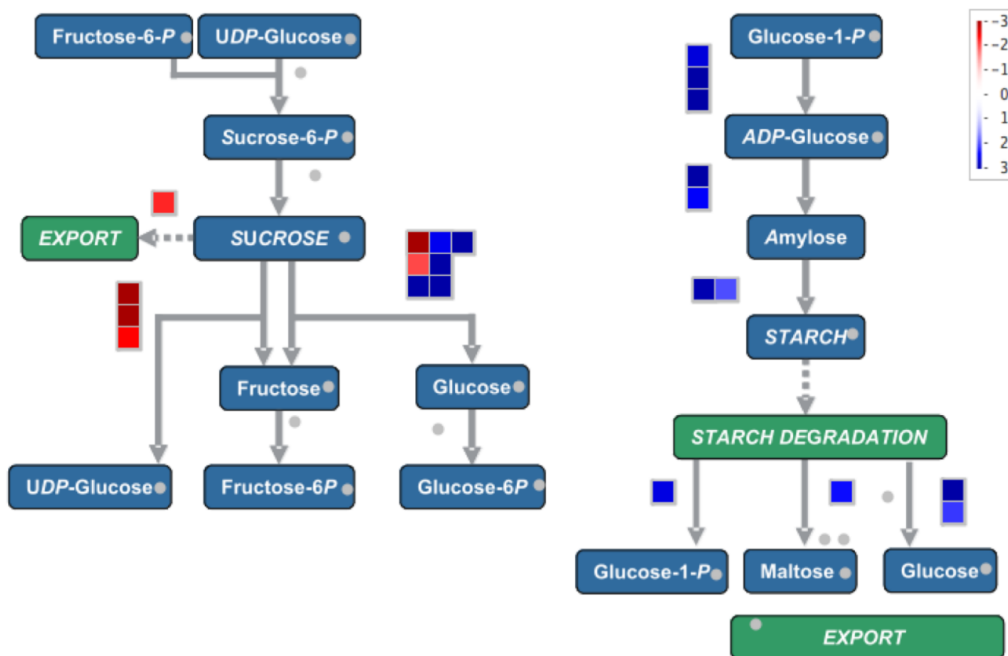 Fructose-6-P
UDP-Glucose
Glucose-1-P
--3
--2
--1
- 0
- 1
- 2
3
Sucrose-6-P
ADP-Glucose
EXPORT
SUCROSE
Amylose
STARCH
Fructose
Glucose
STARCH DEGRADATION
UDP-Glucose
Fructose-6P
Glucose-6P
Glucose-1-P
Maltose
Glucose
EXPORT